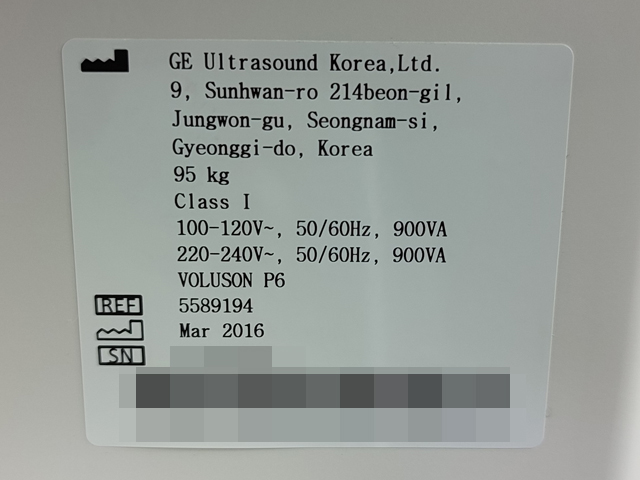 GE Ultrasound Korea,Ltd.
9, Sunhwan-ro 214beon-gil,
Jungwon-gu, Seongnam-si,
Gyeonggi-do, Korea
95 kg
Class I
100-120V~, 50/60Hz, 900VA
220-240V~, 50/60Hz, 900VA
VOLUSON P6
REF 5589194
Mar 2016
SN